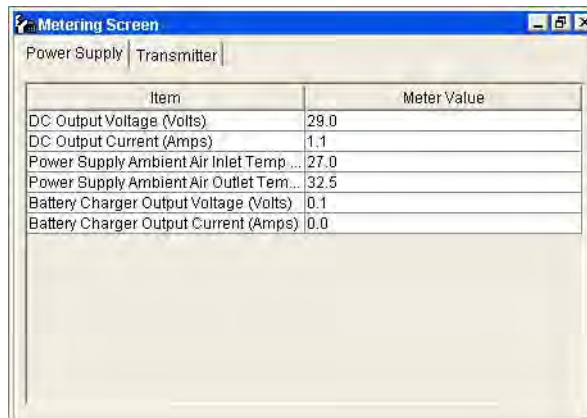 Metering Screen
Power Supply Transmitter
Item Meter Value
DC Output Voltage (Volts) 29.0
DC Output Current (Amps) 1.1
Power Supply Ambient Air Inlet Temp ... 27.0
Power Supply Ambient Air Outlet Tem... 32.5
Battery Charger Output Voltage (Volts) 0.1
Battery Charger Output Current (Amps) 0.0